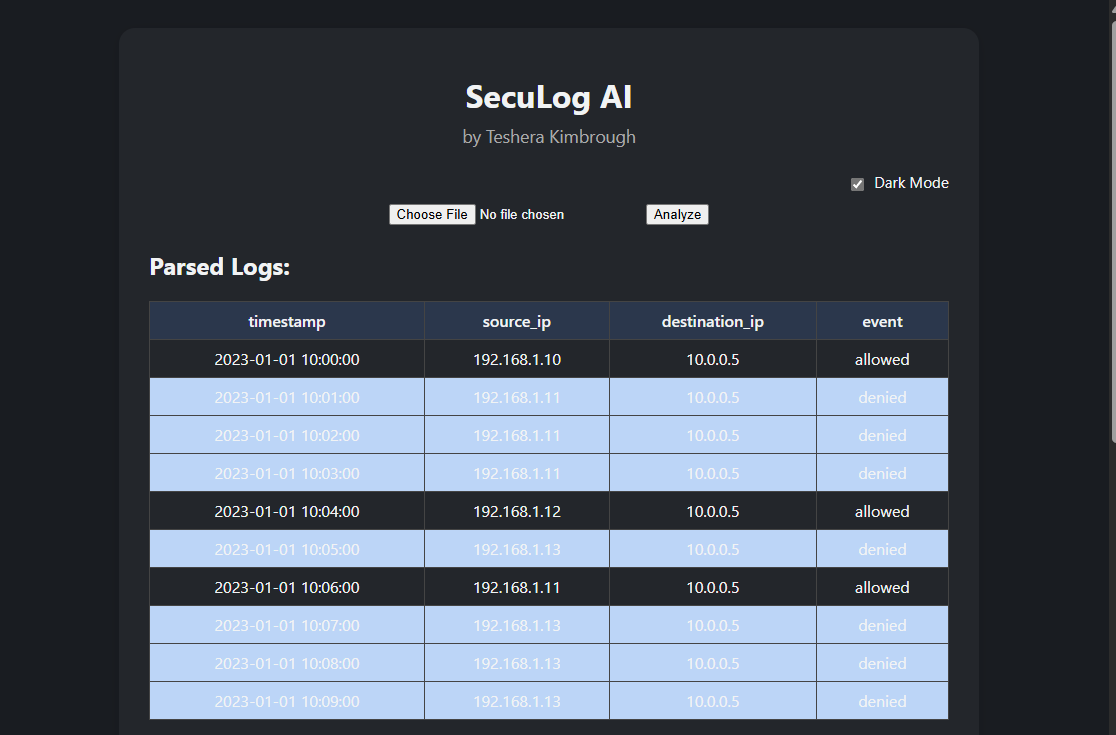 SecuLog AI
by Teshera Kimbrough
Dark Mode
Choose File No file chosen Analyze
Parsed Logs:
timestamp source_ip destination_ip event
2023-01-01 10:00:00 192.168.1.10 10.0.0.5 allowed
2023-01-01 10:01:00 192.168.1.11 10.0.0.5 denied
2023-01-01 10:02:00 192.168.1.11 10.0.0.5 denied
2023-01-01 10:03:00 192.168.1.11 10.0.0.5 denied
2023-01-01 10:04:00 192.168.1.12 10.0.0.5 allowed
2023-01-01 10:05:00 192.168.1.13 10.0.0.5 denied
2023-01-01 10:06:00 192.168.1.11 10.0.0.5 allowed
2023-01-01 10:07:00 192.168.1.13 10.0.0.5 denied
2023-01-01 10:08:00 192.168.1.13 10.0.0.5 denied
2023-01-01 10:09:00 192.168.1.13 10.0.0.5 denied